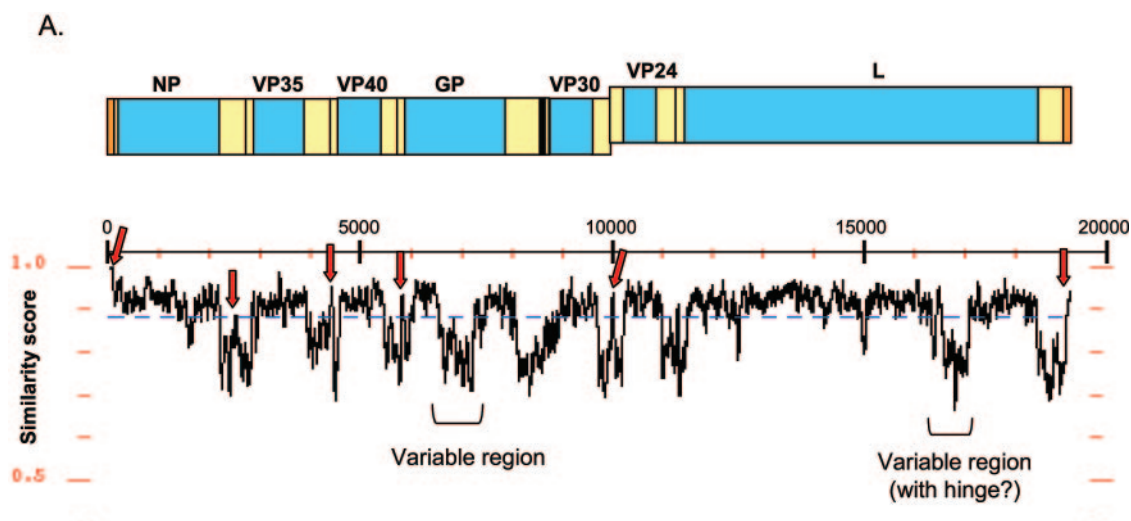 A.
NP VP35 VP40 GP VP30 VP24 L
0 5000 10000 15000 20000
1.0
Similarity score
0.5
Variable region
Variable region
(with hinge?)